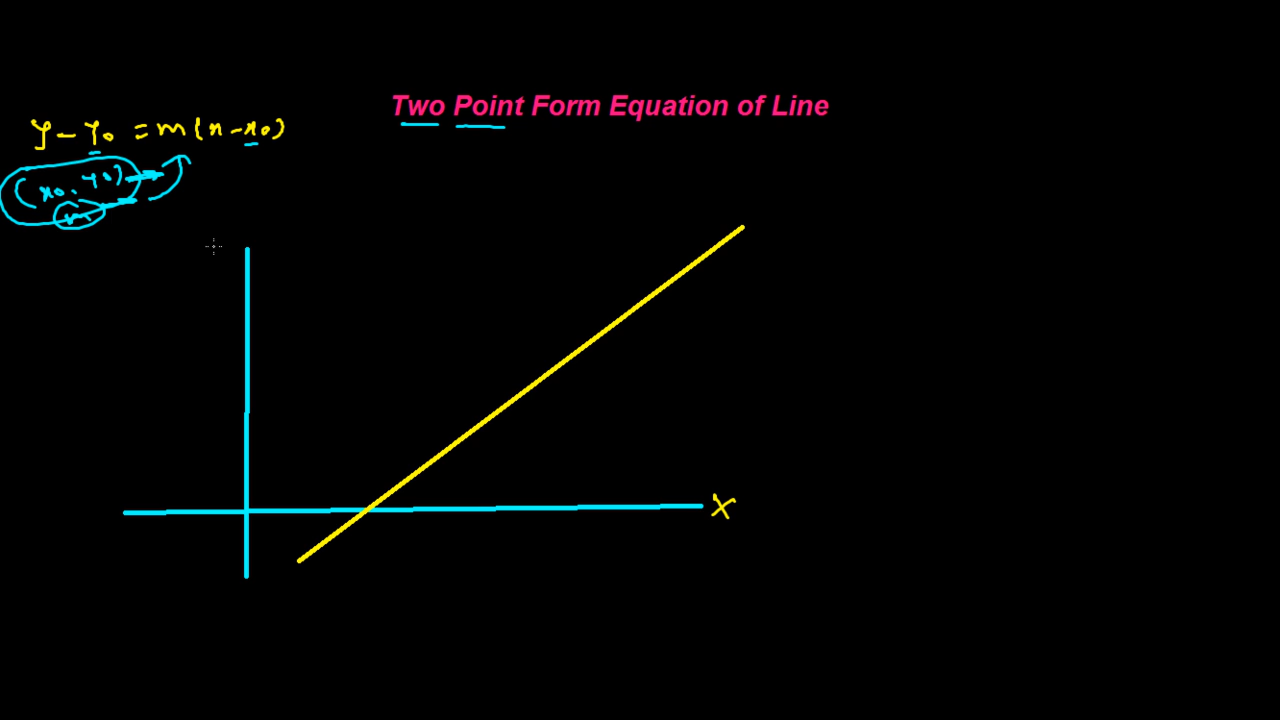 Two Point Form Equation of Line
y - y₀ = m(x - x₀)
(x₀, y₀)
m
X